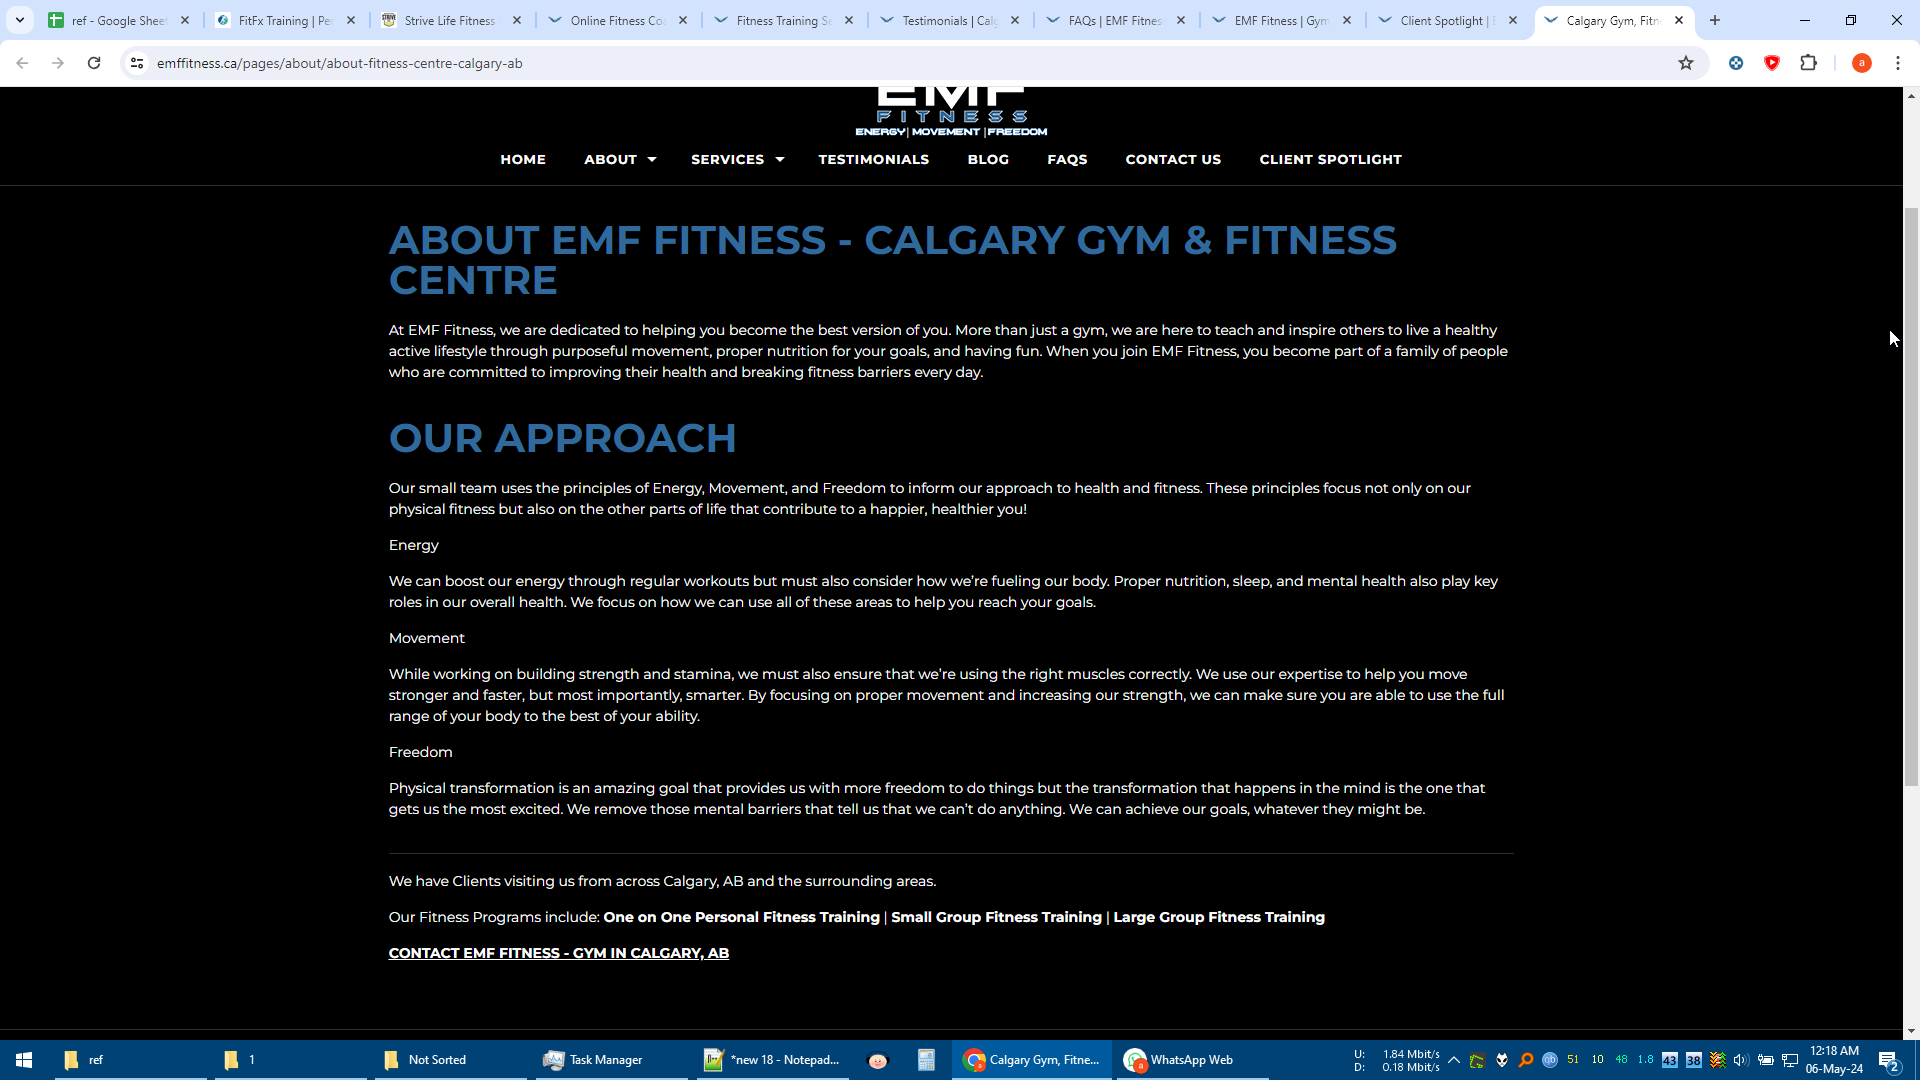 ref - Google Shee
FitFx Training | Pe
Strive Life Fitness
Online Fitness Co
Fitness Training Se
Testimonials | Calg
FAQs | EMF Fitnes
EMF Fitness | Gym
Client Spotlight |
Calgary Gym, Fitn
emffitness.ca/pages/about/about-fitness-centre-calgary-ab
a
EMF
FITNESS
ENERGY | MOVEMENT | FREEDOM
HOME ABOUT SERVICES TESTIMONIALS BLOG FAQS CONTACT US CLIENT SPOTLIGHT
ABOUT EMF FITNESS - CALGARY GYM & FITNESS
CENTRE
At EMF Fitness, we are dedicated to helping you become the best version of you. More than just a gym, we are here to teach and inspire others to live a healthy
active lifestyle through purposeful movement, proper nutrition for your goals, and having fun. When you join EMF Fitness, you become part of a family of people
who are committed to improving their health and breaking fitness barriers every day.
OUR APPROACH
Our small team uses the principles of Energy, Movement, and Freedom to inform our approach to health and fitness. These principles focus not only on our
physical fitness but also on the other parts of life that contribute to a happier, healthier you!
Energy
We can boost our energy through regular workouts but must also consider how we're fueling our body. Proper nutrition, sleep, and mental health also play key
roles in our overall health. We focus on how we can use all of these areas to help you reach your goals.
Movement
While working on building strength and stamina, we must also ensure that we're using the right muscles correctly. We use our expertise to help you move
stronger and faster, but most importantly, smarter. By focusing on proper movement and increasing our strength, we can make sure you are able to use the full
range of your body to the best of your ability.
Freedom
Physical transformation is an amazing goal that provides us with more freedom to do things but the transformation that happens in the mind is the one that
gets us the most excited. We remove those mental barriers that tell us that we can't do anything. We can achieve our goals, whatever they might be.
We have Clients visiting us from across Calgary, AB and the surrounding areas.
Our Fitness Programs include: One on One Personal Fitness Training | Small Group Fitness Training | Large Group Fitness Training
CONTACT EMF FITNESS - GYM IN CALGARY, AB
ref
1
Not Sorted
Task Manager
*new 18 - Notepad...
Calgary Gym, Fitne...
WhatsApp Web
U: 1.84 Mbit/s
D: 0.18 Mbit/s
51 10 48 1.8 43 38
12:18 AM
06-May-24
2